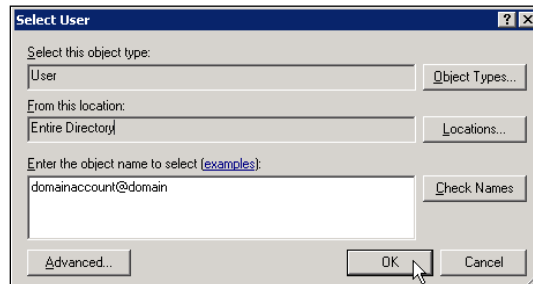 Select User
Select this object type:
User
Object Types...
From this location:
Entire Directory
Locations...
Enter the object name to select (examples):
domainaccount@domain
Check Names
Advanced...
OK
Cancel